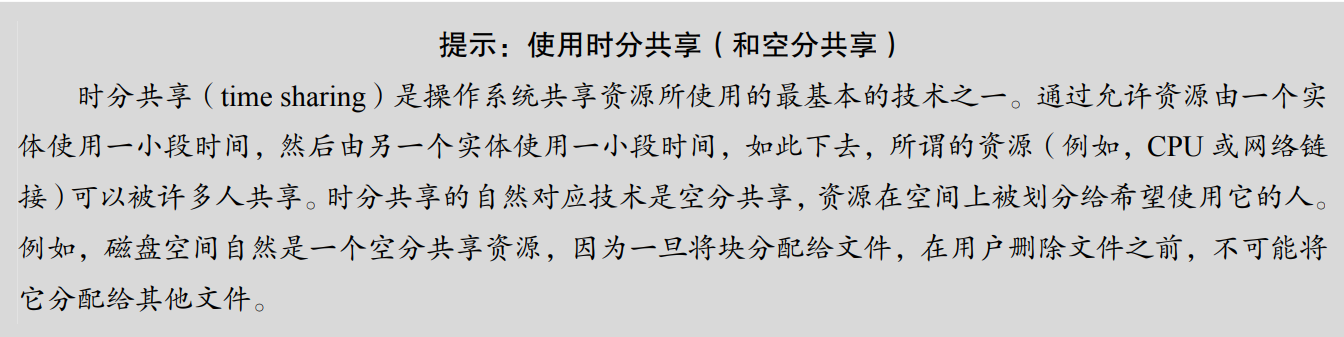 提示：使用时分共享（和空分共享）
时分共享（time sharing）是操作系统共享资源所使用的最基本的技术之一。通过允许资源由一个实
体使用一小段时间，然后由另一个实体使用一小段时间，如此下去，所谓的资源（例如，CPU 或网络链
接）可以被许多人共享。时分共享的自然对应技术是空分共享，资源在空间上被划分给希望使用它的人。
例如，磁盘空间自然是一个空分共享资源，因为一旦将块分配给文件，在用户删除文件之前，不可能将
它分配给其他文件。